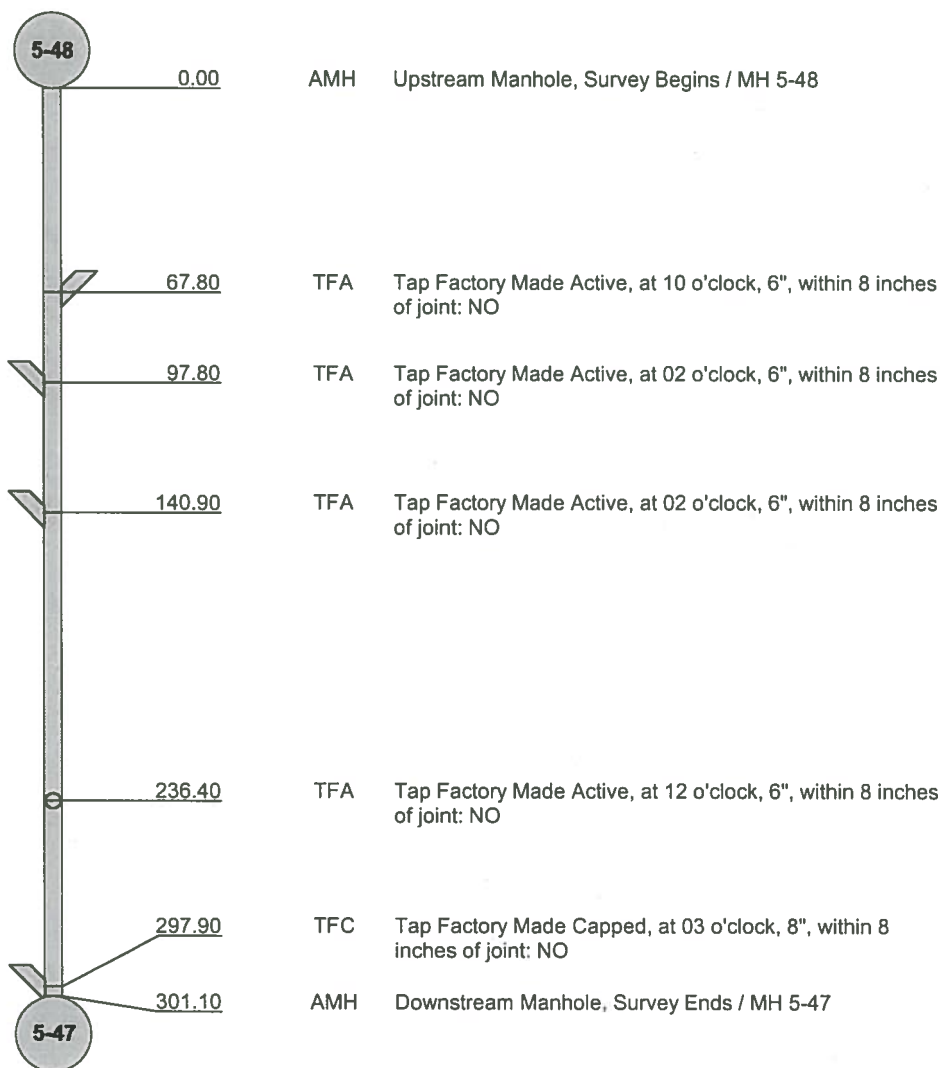 5-48
0.00 AMH Upstream Manhole, Survey Begins / MH 5-48
67.80 TFA Tap Factory Made Active, at 10 o'clock, 6", within 8 inches
of joint: NO
97.80 TFA Tap Factory Made Active, at 02 o'clock, 6", within 8 inches
of joint: NO
140.90 TFA Tap Factory Made Active, at 02 o'clock, 6", within 8 inches
of joint: NO
236.40 TFA Tap Factory Made Active, at 12 o'clock, 6", within 8 inches
of joint: NO
297.90 TFC Tap Factory Made Capped, at 03 o'clock, 8", within 8
inches of joint: NO
301.10 AMH Downstream Manhole, Survey Ends / MH 5-47
5-47